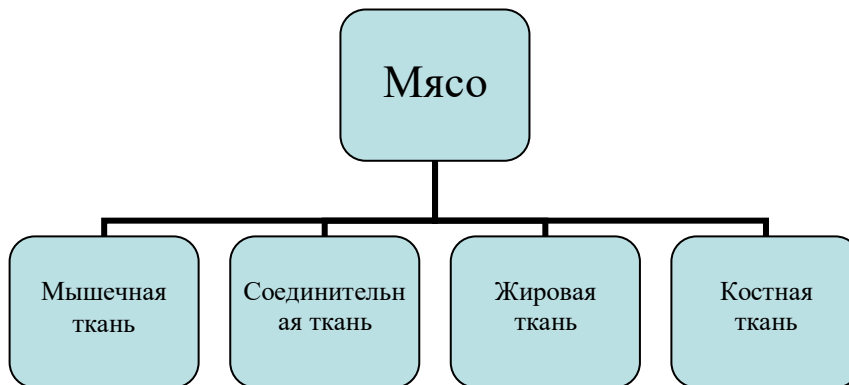 Мясо
Мышечная
ткань
Соединительн
ая ткань
Жировая
ткань
Костная
ткань